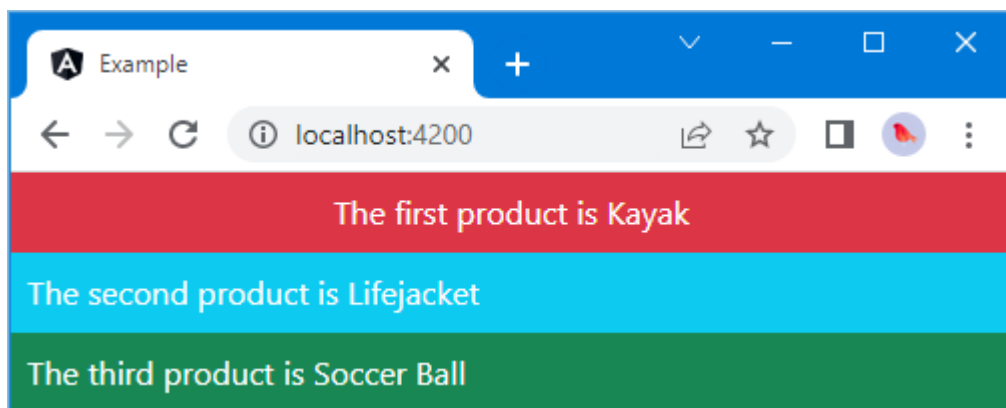 Example
localhost:4200
The first product is Kayak
The second product is Lifejacket
The third product is Soccer Ball